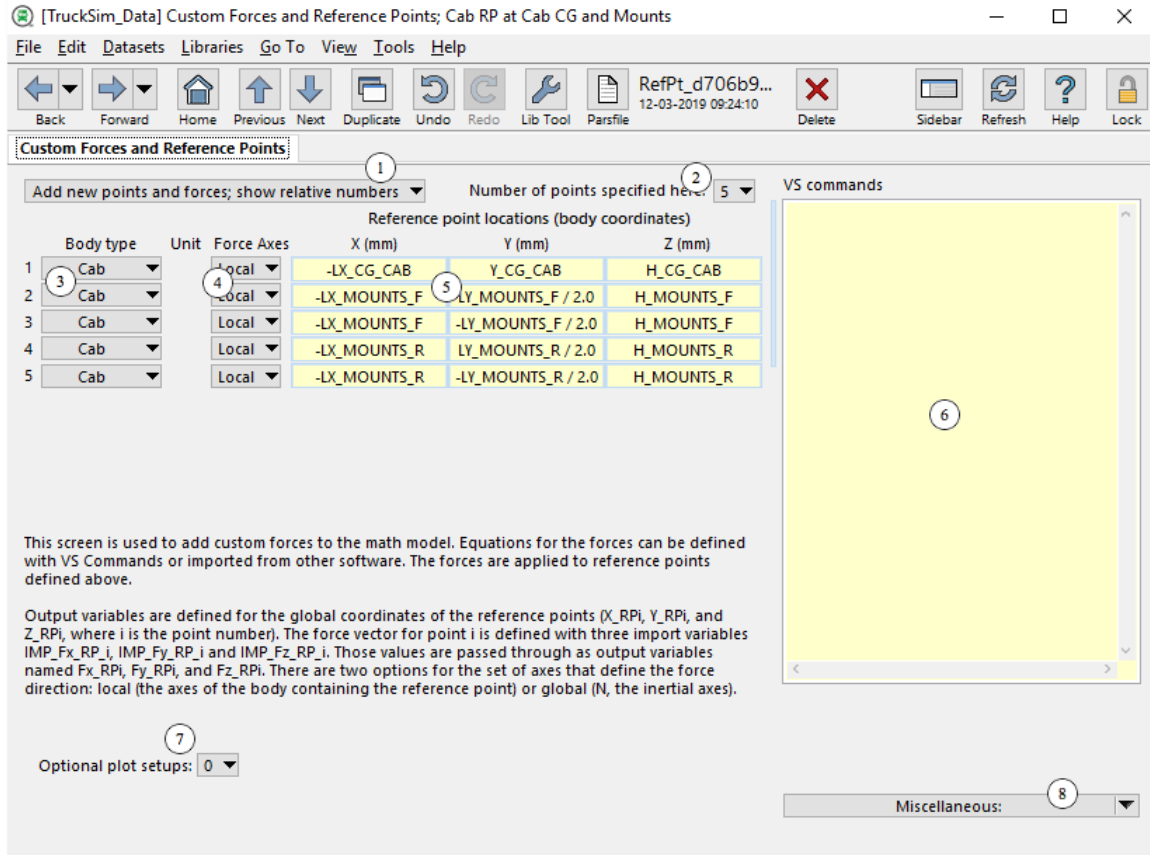 [TruckSim_Data] Custom Forces and Reference Points; Cab RP at Cab CG and Mounts
File Edit Datasets Libraries Go To View Tools Help
RefPt_d706b9...
12-03-2019 09:24:10
Back Forward Home Previous Next Duplicate Undo Redo Lib Tool Parsfile Delete Sidebar Refresh Help Lock
Custom Forces and Reference Points
1
Add new points and forces; show relative numbers Number of points specified here: 2 5 VS commands
Reference point locations (body coordinates)
Body type Unit Force Axes X (mm) Y (mm) Z (mm)
1 Cab Local -LX_CG_CAB Y_CG_CAB H_CG_CAB
3 4 5
2 Cab Local -LX_MOUNTS_F LY_MOUNTS_F / 2.0 H_MOUNTS_F
3 Cab Local -LX_MOUNTS_F -LY_MOUNTS_F / 2.0 H_MOUNTS_F
4 Cab Local -LX_MOUNTS_R LY_MOUNTS_R / 2.0 H_MOUNTS_R
5 Cab Local -LX_MOUNTS_R -LY_MOUNTS_R / 2.0 H_MOUNTS_R
6
This screen is used to add custom forces to the math model. Equations for the forces can be defined
with VS Commands or imported from other software. The forces are applied to reference points
defined above.
Output variables are defined for the global coordinates of the reference points (X_RPi, Y_RPi, and
Z_RPi, where i is the point number). The force vector for point i is defined with three import variables
IMP_Fx_RP_i, IMP_Fy_RP_i and IMP_Fz_RP_i. Those values are passed through as output variables
named Fx_RPi, Fy_RPi, and Fz_RPi. There are two options for the set of axes that define the force
direction: local (the axes of the body containing the reference point) or global (N, the inertial axes).
7
Optional plot setups: 0
8
Miscellaneous: